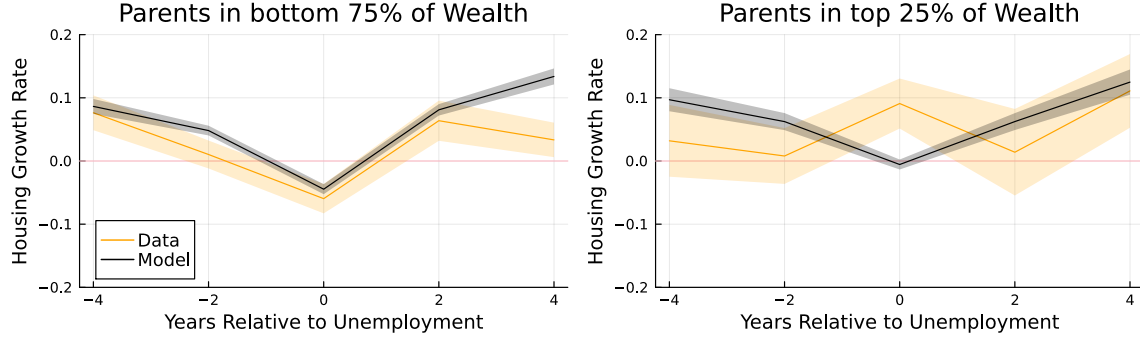 Parents in bottom 75% of Wealth
Housing Growth Rate
0.2
0.1
0.0
−0.1
−0.2
Data
Model
−4
−2
0
2
4
Years Relative to Unemployment
Parents in top 25% of Wealth
Housing Growth Rate
0.2
0.1
0.0
−0.1
−0.2
−4
−2
0
2
4
Years Relative to Unemployment